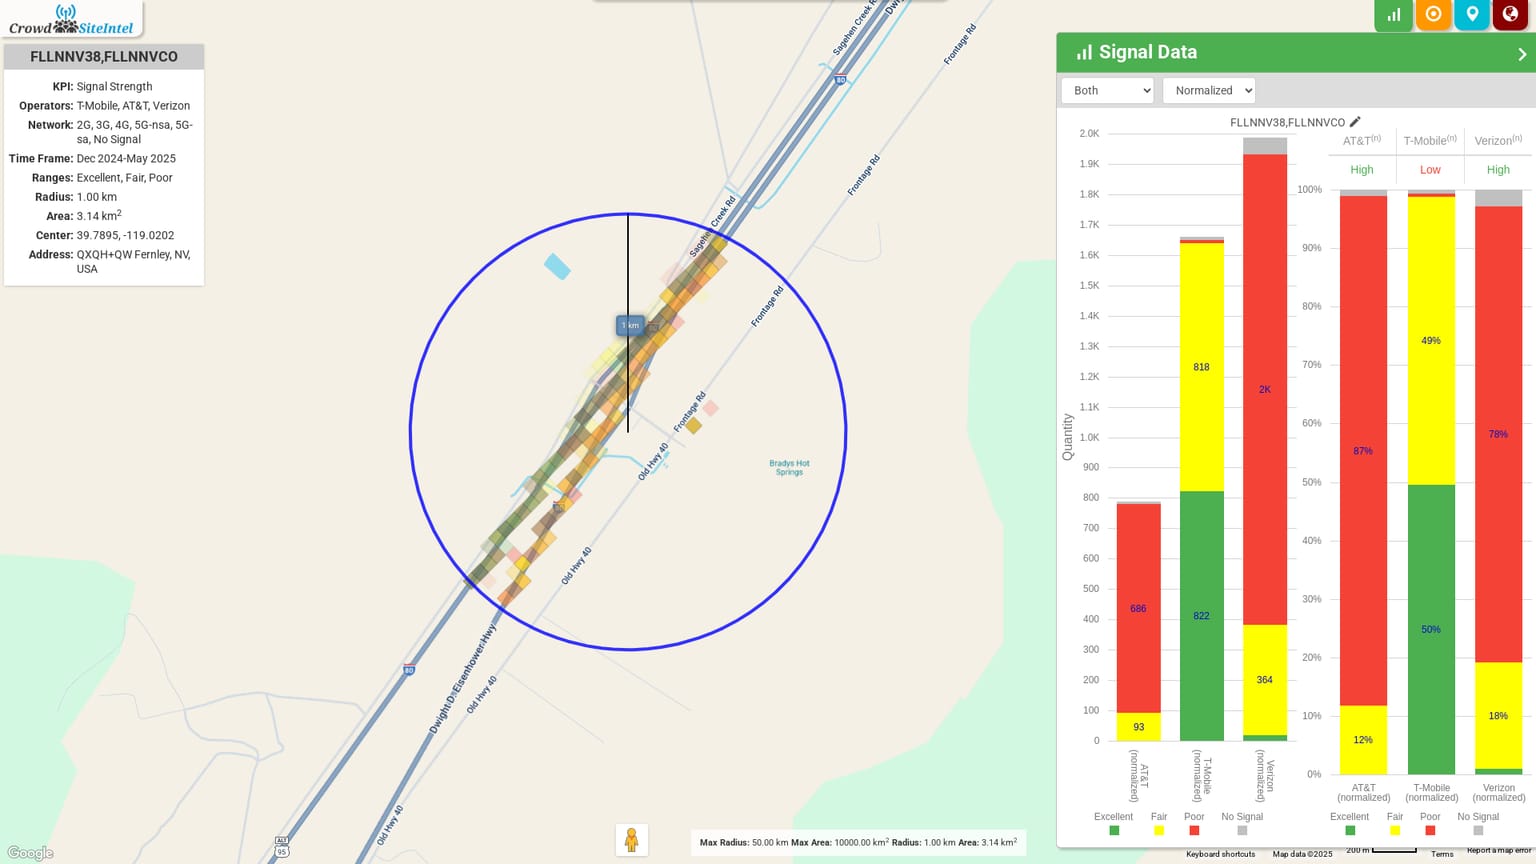 Crowd SiteIntel
FLLNNV38,FLLNNVCO
KPI: Signal Strength
Operators: T-Mobile, AT&T, Verizon
Network: 2G, 3G, 4G, 5G-nsa, 5G-
sa, No Signal
Time Frame: Dec 2024-May 2025
Ranges: Excellent, Fair, Poor
Radius: 1.00 km
Area: 3.14 km²
Center: 39.7895, -119.0202
Address: QXQH+QW Fernley, NV,
USA
Sagehen Creek Rd
Frontage Rd
80
Frontage Rd
Sagehen Creek Rd
Frontage Rd
1 km
Frontage Rd
Old Hwy 40
Bradys Hot
Springs
Old Hwy 40
Dwight D. Eisenhower Hwy
80
Old Hwy 40
Old Hwy 40
ALT
95
Google
Max Radius: 50.00 km Max Area: 10000.00 km² Radius: 1.00 km Area: 3.14 km²
Signal Data
Both
Normalized
FLLNNV38,FLLNNVCO
Quantity
2.0K
1.9K
1.8K
1.7K
1.6K
1.5K
1.4K
1.3K
1.2K
1.1K
1.0K
900
800
700
600
500
400
300
200
100
0
686
93
818
822
2K
364
AT&T
(normalized)
T-Mobile
(normalized)
Verizon
(normalized)
Excellent
Fair
Poor
No Signal
AT&T(n)
T-Mobile(n)
Verizon(n)
High
Low
High
100%
90%
80%
70%
60%
50%
40%
30%
20%
10%
0%
87%
12%
49%
50%
78%
18%
AT&T
(normalized)
T-Mobile
(normalized)
Verizon
(normalized)
Excellent
Fair
Poor
No Signal
Keyboard shortcuts
Map data ©2025
200 m
Terms
Report a map error